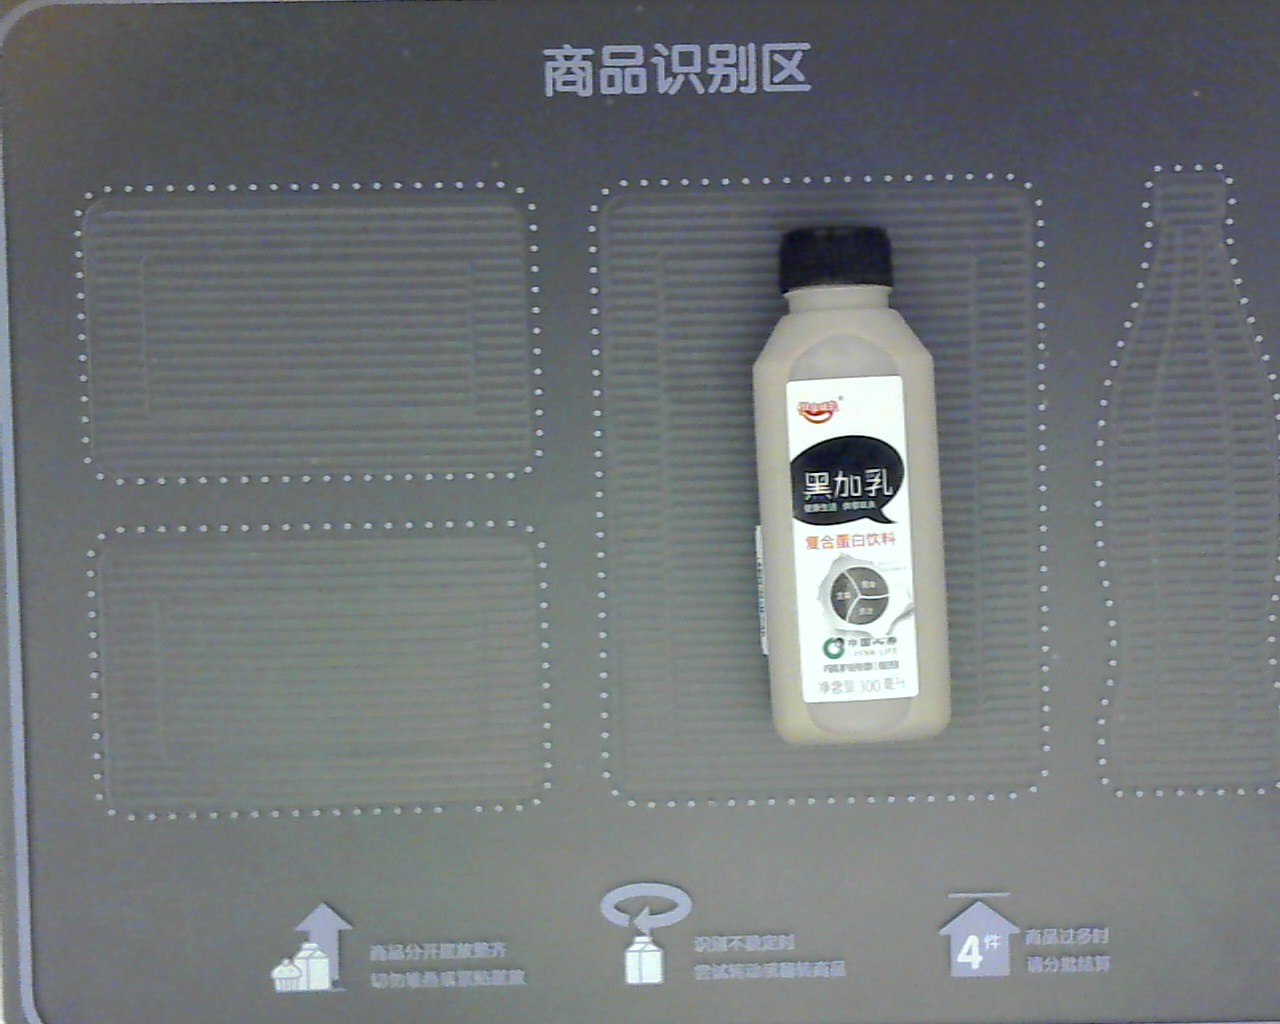 商品识别区
黑加乳
复合蛋白饮料
净含量300毫升
商品分开摆放整齐
切勿堆叠或紧贴摆放
识别不稳定时
尝试转动或翻转商品
4件
商品过多时
请分批结算